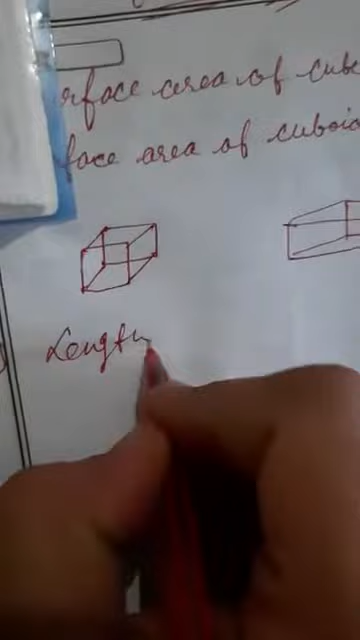 rface area of cube
face area of cuboid
Length